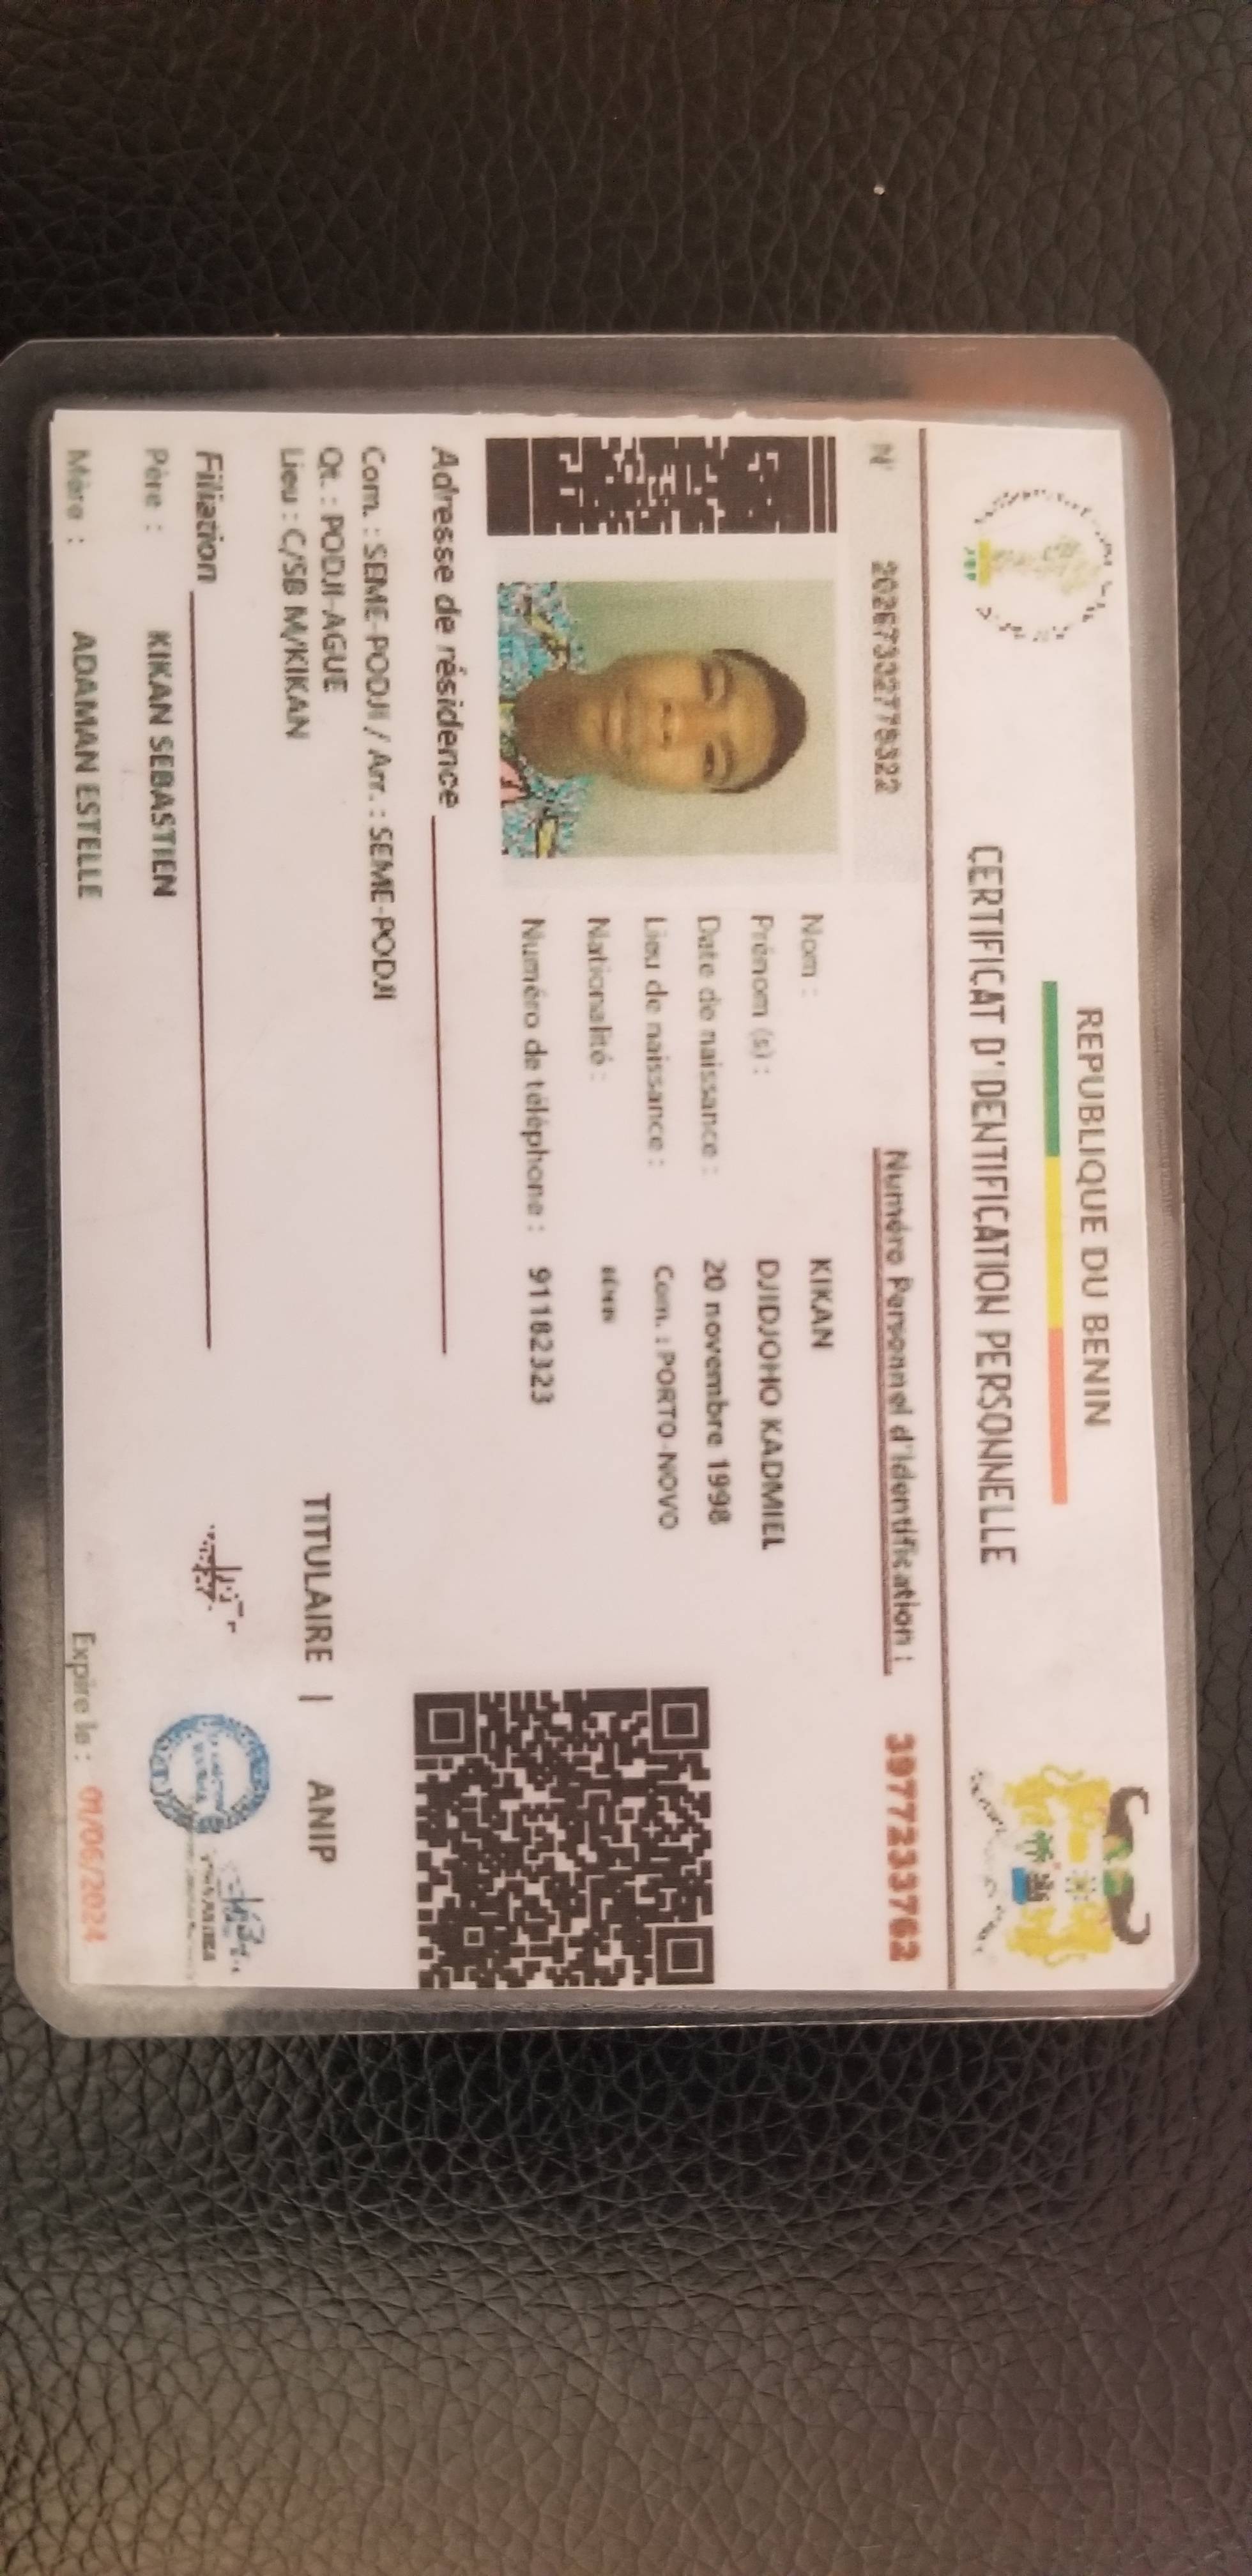 REPUBLIQUE DU BENIN
CERTIFICAT D'IDENTIFICATION PERSONNELLE
Numéro Personnel d'Identification : 3977233762
N°
Nom : KIKAN
Prénom (s) : DJIDJOHO KADMIEL
Date de naissance : 20 novembre 1998
Lieu de naissance : Com. : PORTO-NOVO
Nationalité : BÉNIN
Numéro de téléphone : 91182323
Adresse de résidence
Com. : SEME-PODJI / Arr. : SEME-PODJI
Qt. : PODJI-AGUE
Lieu : C/SB M/KIKAN
TITULAIRE | ANIP
Filiation
Père : KIKAN SEBASTIEN
Mère : ADAMAN ESTELLE
Expire le : 01/06/2024